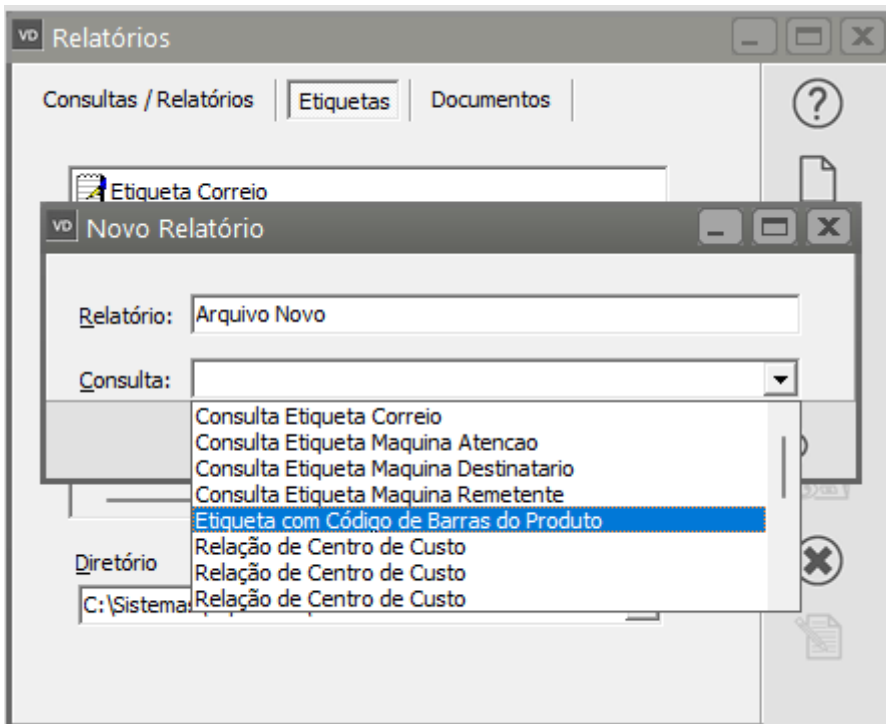 VD Relatórios
Consultas / Relatórios Etiquetas Documentos
?
Etiqueta Correio
VD Novo Relatório
Relatório: Arquivo Novo
Consulta:
Consulta Etiqueta Correio
Consulta Etiqueta Maquina Atencao
Consulta Etiqueta Maquina Destinatario
Consulta Etiqueta Maquina Remetente
Etiqueta com Código de Barras do Produto
Relação de Centro de Custo
Relação de Centro de Custo
Diretório
C:\Sistemas
Relação de Centro de Custo